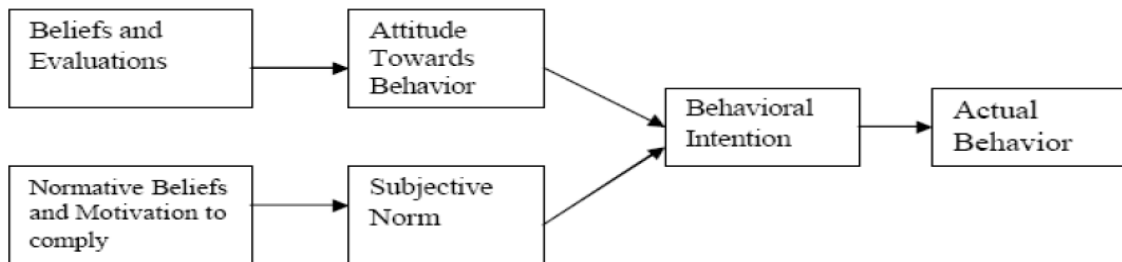 Beliefs and
Evaluations
Attitude
Towards
Behavior
Normative Beliefs
and Motivation to
comply
Subjective
Norm
Behavioral
Intention
Actual
Behavior